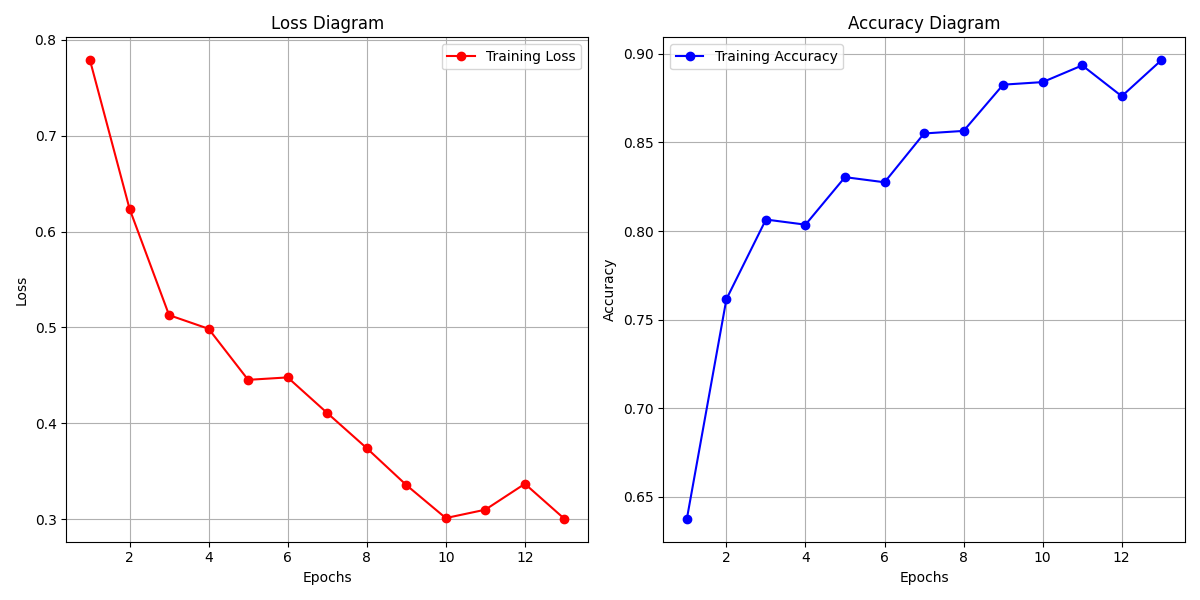 Loss Diagram
Training Loss
0.8
0.7
0.6
0.5
0.4
0.3
Loss
2 4 6 8 10 12
Epochs
Accuracy Diagram
Training Accuracy
0.90
0.85
0.80
0.75
0.70
0.65
Accuracy
2 4 6 8 10 12
Epochs